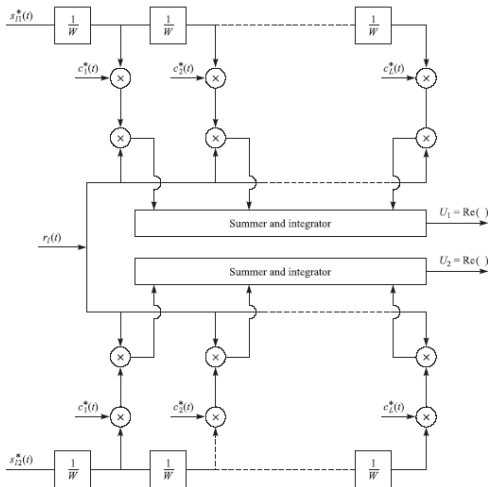 s*l1(t) 1/W 1/W 1/W
c*1(t) × c*2(t) × c*L(t) ×
× × ×
Summer and integrator U1 = Re( )
rl(t)
Summer and integrator U2 = Re( )
× × ×
c*1(t) × c*2(t) × c*L(t) ×
s*l2(t) 1/W 1/W 1/W